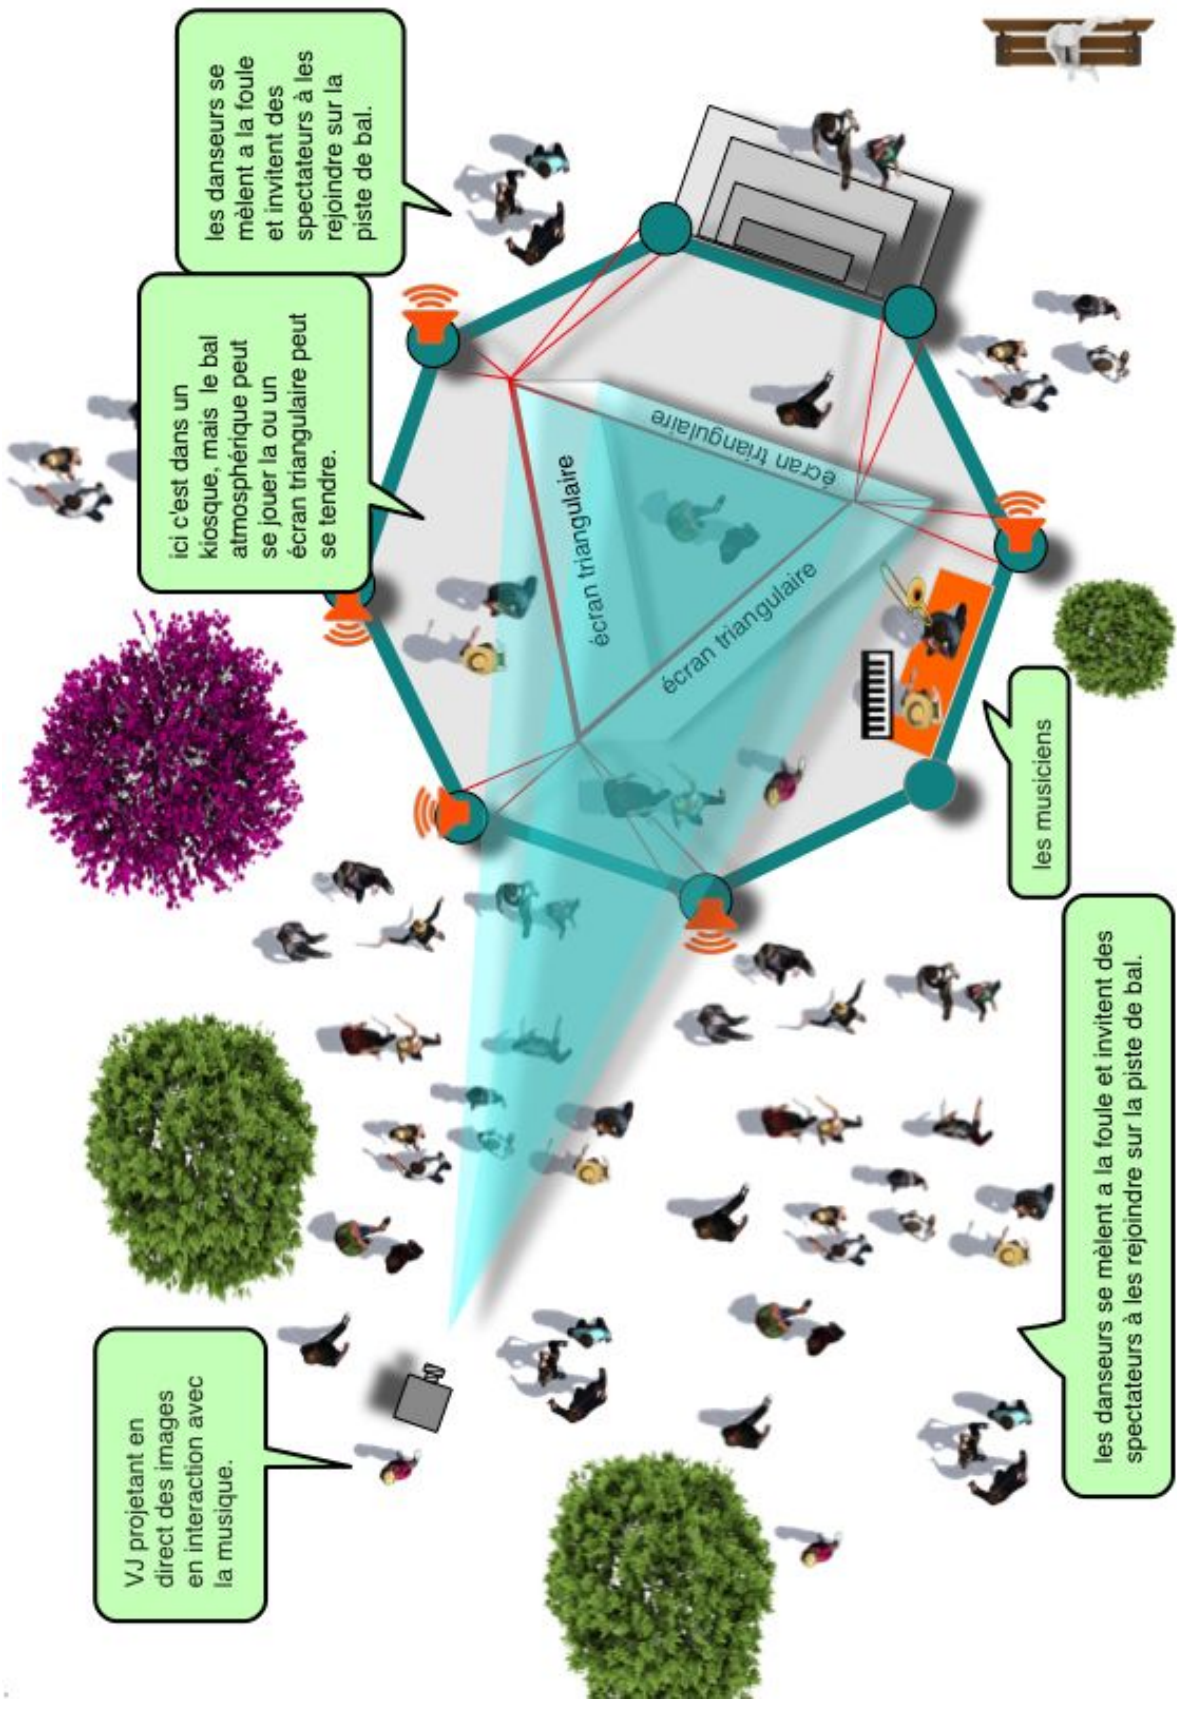 VJ projetant en
direct des images
en interaction avec
la musique.
ici c'est dans un
kiosque, mais le bal
atmosphérique peut
se jouer la ou un
écran triangulaire peut
se tendre.
les danseurs se
mèlent a la foule
et invitent des
spectateurs à les
rejoindre sur la
piste de bal.
écran triangulaire
écran triangulaire
écran triangulaire
les musiciens
les danseurs se mèlent a la foule et invitent des
spectateurs à les rejoindre sur la piste de bal.